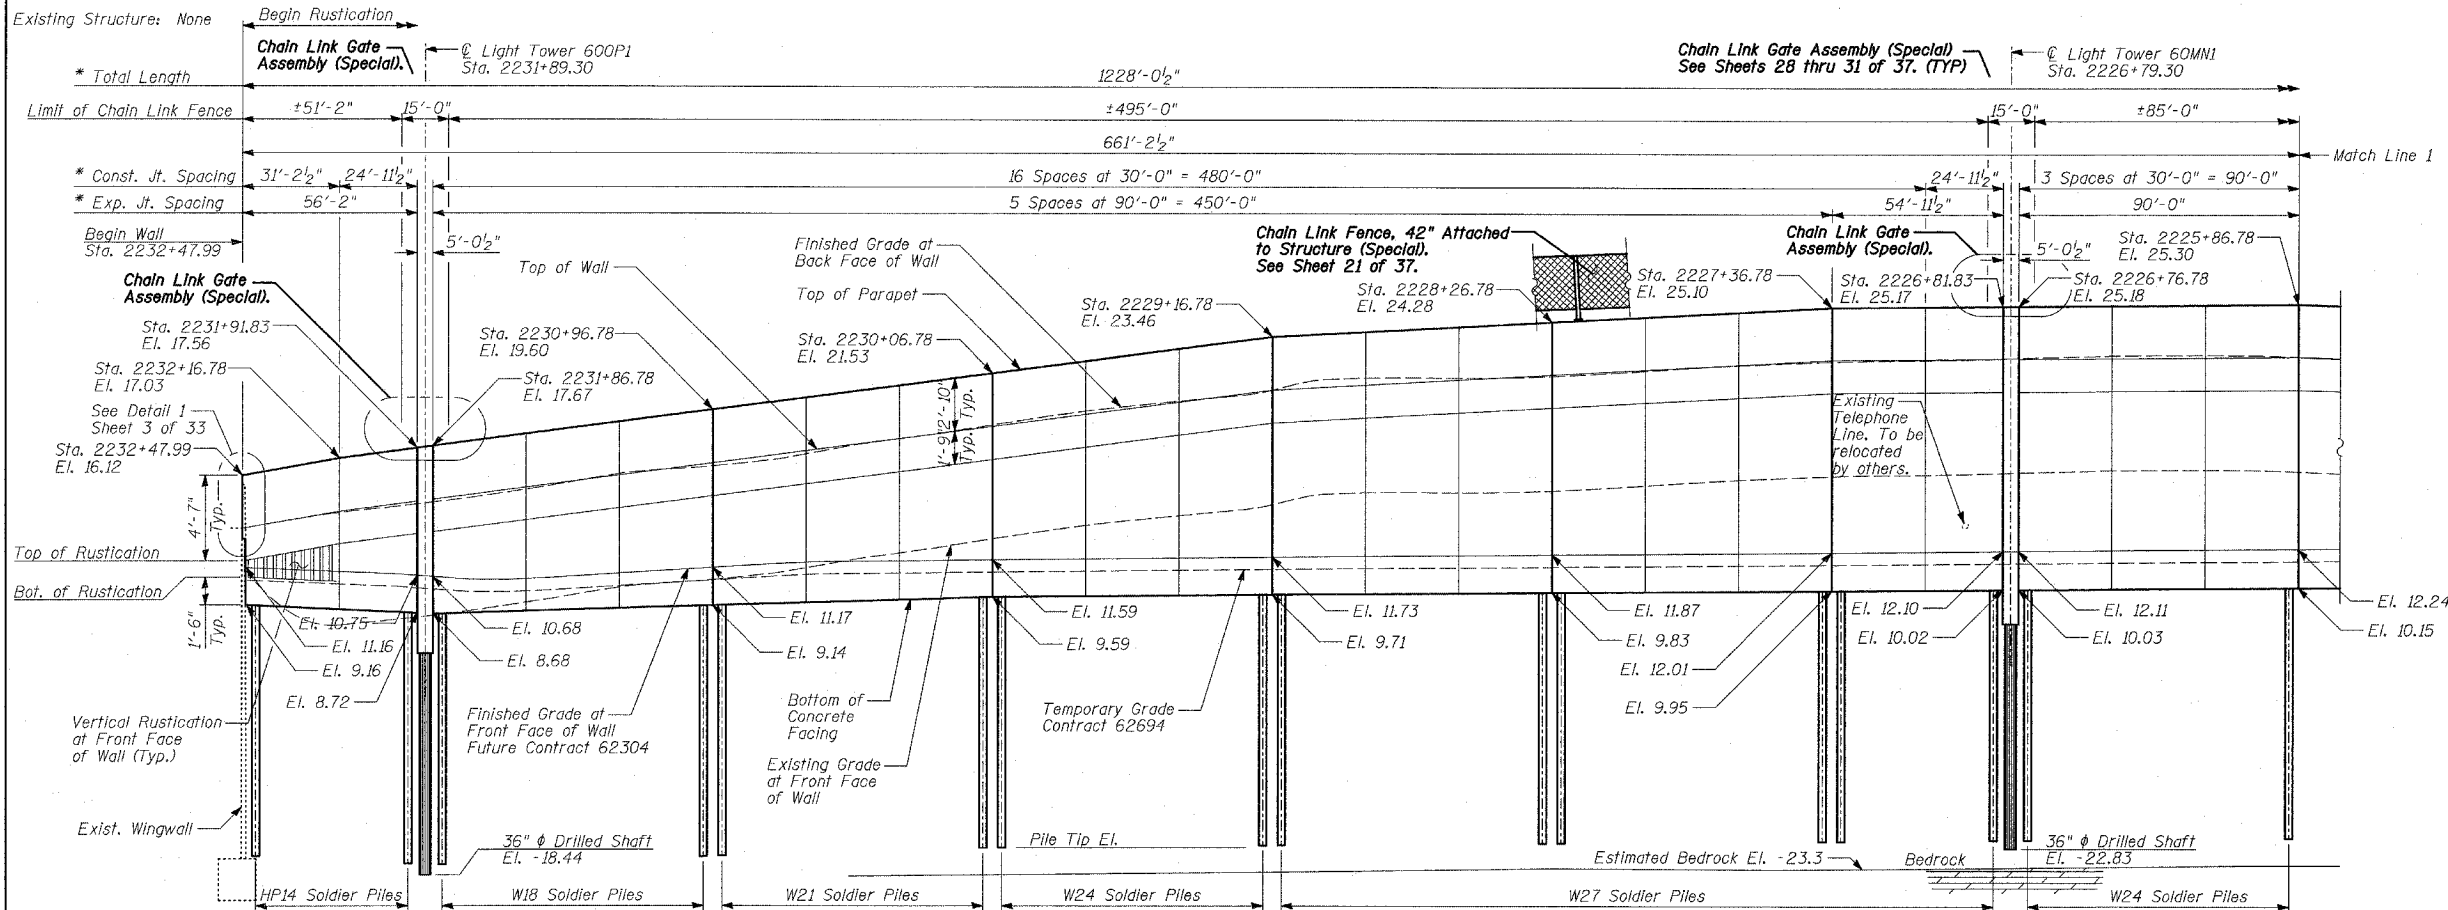 Existing Structure: None
Begin Rustication
Chain Link Gate
Assembly (Special).
℄ Light Tower 600P1
Sta. 2231+89.30
Chain Link Gate Assembly (Special)
See Sheets 28 thru 31 of 37. (TYP)
℄ Light Tower 60MN1
Sta. 2226+79.30
* Total Length
1228'-0½"
Limit of Chain Link Fence
±51'-2"
15'-0"
±495'-0"
15'-0"
±85'-0"
661'-2½"
Match Line 1
* Const. Jt. Spacing
31'-2½"
24'-11½"
16 Spaces at 30'-0" = 480'-0"
24'-11½"
3 Spaces at 30'-0" = 90'-0"
* Exp. Jt. Spacing
56'-2"
5 Spaces at 90'-0" = 450'-0"
54'-11½"
90'-0"
Begin Wall
Sta. 2232+47.99
5'-0½"
Top of Wall
Finished Grade at
Back Face of Wall
Top of Parapet
Chain Link Fence, 42" Attached
to Structure (Special).
See Sheet 21 of 37.
Chain Link Gate
Assembly (Special).
5'-0½"
Sta. 2225+86.78
El. 25.30
Chain Link Gate
Assembly (Special).
Sta. 2231+91.83
El. 17.56
Sta. 2232+16.78
El. 17.03
See Detail 1
Sheet 3 of 33
Sta. 2232+47.99
El. 16.12
Sta. 2230+96.78
El. 19.60
Sta. 2231+86.78
El. 17.67
Sta. 2230+06.78
El. 21.53
Sta. 2229+16.78
El. 23.46
Sta. 2228+26.78
El. 24.28
Sta. 2227+36.78
El. 25.10
Sta. 2226+81.83
El. 25.17
Sta. 2226+76.78
El. 25.18
2'-10"
Typ.
1'-9"
Typ.
Existing
Telephone
Line. To be
relocated
by others.
4'-7"
Typ.
Top of Rustication
Bot. of Rustication
1'-6"
Typ.
El. 10.75
El. 11.16
El. 9.16
El. 8.72
El. 10.68
El. 8.68
El. 11.17
El. 9.14
El. 11.59
El. 9.59
El. 11.73
El. 9.71
El. 11.87
El. 9.83
El. 12.01
El. 9.95
El. 12.10
El. 10.02
El. 12.11
El. 10.03
El. 12.24
El. 10.15
Vertical Rustication
at Front Face
of Wall (Typ.)
Finished Grade at
Front Face of Wall
Future Contract 62304
Bottom of
Concrete
Facing
Existing Grade
at Front Face
of Wall
Temporary Grade
Contract 62694
Exist. Wingwall
36" ϕ Drilled Shaft
El. -18.44
Pile Tip El.
Estimated Bedrock El. -23.3
Bedrock
36" ϕ Drilled Shaft
El. -22.83
HP14 Soldier Piles
W18 Soldier Piles
W21 Soldier Piles
W24 Soldier Piles
W27 Soldier Piles
W24 Soldier Piles